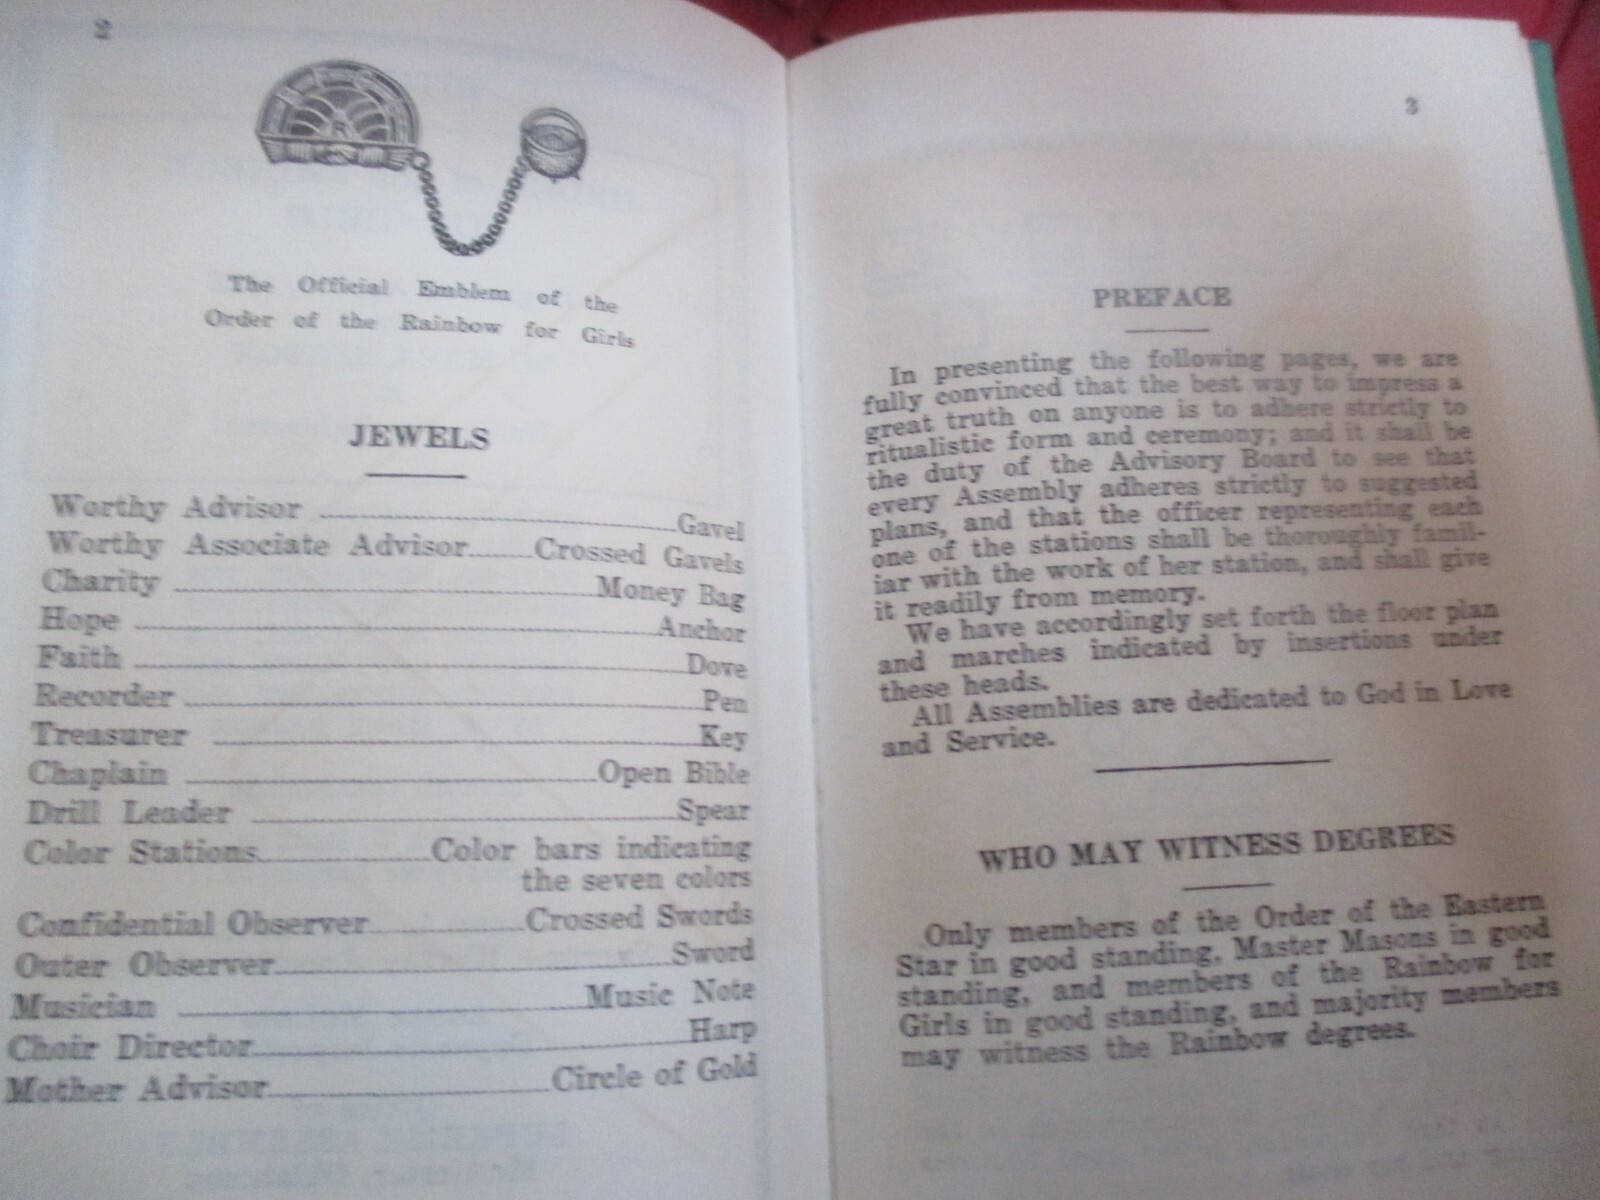 2
The Official Emblem of the
Order of the Rainbow for Girls
JEWELS
Worthy Advisor Gavel
Worthy Associate Advisor Crossed Gavels
Charity Money Bag
Hope Anchor
Faith Dove
Recorder Pen
Treasurer Key
Chaplain Open Bible
Drill Leader Spear
Color Stations Color bars indicating
the seven colors
Confidential Observer Crossed Swords
Outer Observer Sword
Musician Music Note
Choir Director Harp
Mother Advisor Circle of Gold
3
PREFACE
In presenting the following pages, we are
fully convinced that the best way to impress a
great truth on anyone is to adhere strictly to
ritualistic form and ceremony; and it shall be
the duty of the Advisory Board to see that
every Assembly adheres strictly to suggested
plans, and that the officer representing each
one of the stations shall be thoroughly famil-
iar with the work of her station, and shall give
it readily from memory.
We have accordingly set forth the floor plan
and marches indicated by insertions under
these heads.
All Assemblies are dedicated to God in Love
and Service.
WHO MAY WITNESS DEGREES
Only members of the Order of the Eastern
Star in good standing, Master Masons in good
standing, and members of the Rainbow for
Girls in good standing, and majority members
may witness the Rainbow degrees.